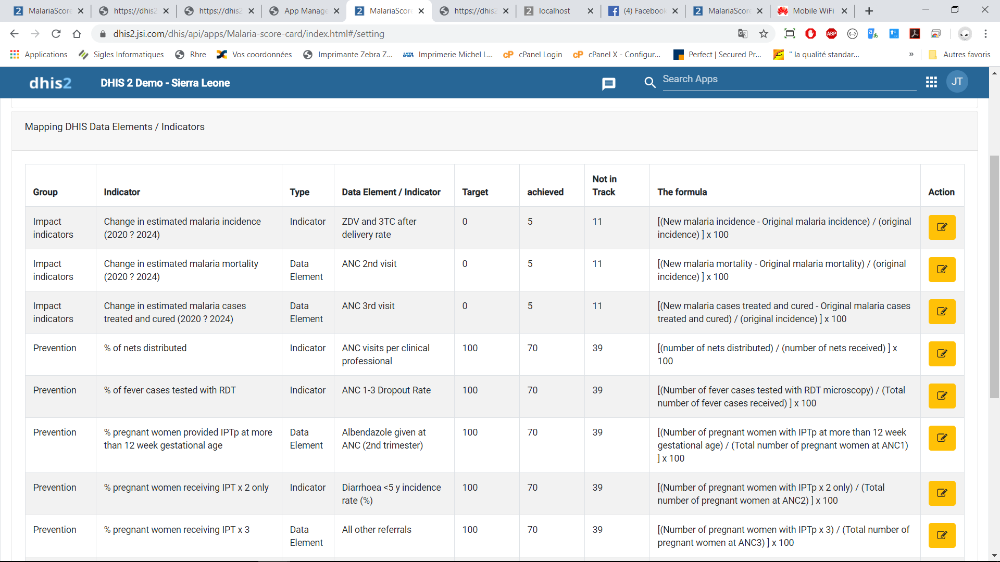 MalariaScore
https://dhis2
https://dhis2
App Manage
MalariaScore
https://dhis2
localhost
(4) Facebook
MalariaScore
Mobile WiFi
dhis2.jsi.com/dhis/api/apps/Malaria-score-card/index.html#/setting
Applications
Sigles Informatiques
Rhre
Vos coordonnées
Imprimante Zebra Z...
IATA Imprimerie Michel L...
cP cPanel Login
cP cPanel X - Configur...
Perfect | Secured Pr...
" la qualité standar...
»
Autres favoris
dhis2
DHIS 2 Demo - Sierra Leone
Search Apps
JT
Mapping DHIS Data Elements / Indicators
Group Indicator Type Data Element / Indicator Target achieved Not in Track The formula Action
Impact indicators Change in estimated malaria incidence (2020 ? 2024) Indicator ZDV and 3TC after delivery rate 0 5 11 [(New malaria incidence - Original malaria incidence) / (original incidence) ] x 100
Impact indicators Change in estimated malaria mortality (2020 ? 2024) Data Element ANC 2nd visit 0 5 11 [(New malaria mortality - Original malaria mortality) / (original incidence) ] x 100
Impact indicators Change in estimated malaria cases treated and cured (2020 ? 2024) Data Element ANC 3rd visit 0 5 11 [(New malaria cases treated and cured - Original malaria cases treated and cured) / (original incidence) ] x 100
Prevention % of nets distributed Indicator ANC visits per clinical professional 100 70 39 [(number of nets distributed) / (number of nets received) ] x 100
Prevention % of fever cases tested with RDT Indicator ANC 1-3 Dropout Rate 100 70 39 [(Number of fever cases tested with RDT microscopy) / (Total number of fever cases received) ] x 100
Prevention % pregnant women provided IPTp at more than 12 week gestational age Data Element Albendazole given at ANC (2nd trimester) 100 70 39 [(Number of pregnant women with IPTp at more than 12 week gestational age) / (Total number of pregnant women at ANC1) ] x 100
Prevention % pregnant women receiving IPT x 2 only Indicator Diarrhoea <5 y incidence rate (%) 100 70 39 [(Number of pregnant women with IPTp x 2 only) / (Total number of pregnant women at ANC2) ] x 100
Prevention % pregnant women receiving IPT x 3 Data Element All other referrals 100 70 39 [(Number of pregnant women with IPTp x 3) / (Total number of pregnant women at ANC3) ] x 100